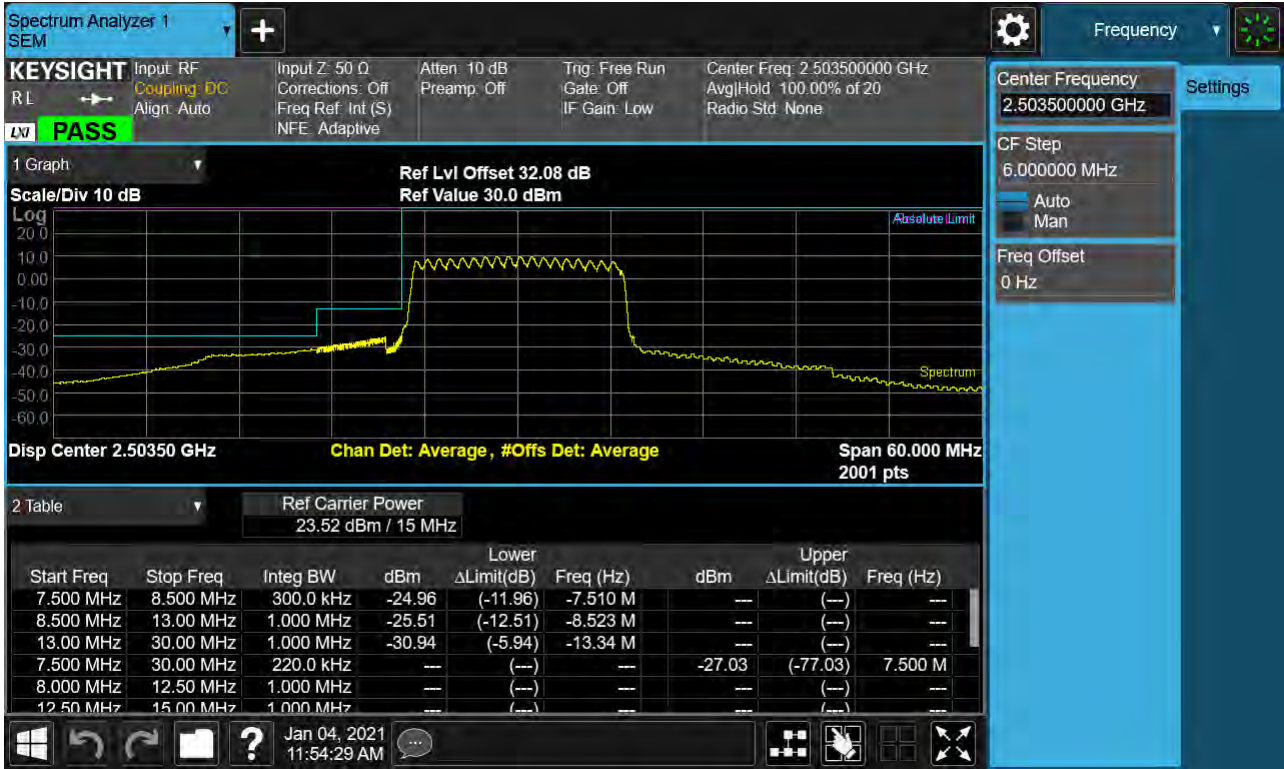 Spectrum Analyzer 1
SEM
Frequency
KEYSIGHT
R L
LXI
PASS
Input: RF
Coupling: DC
Align: Auto
Input Z: 50 Ω
Corrections: Off
Freq Ref: Int (S)
NFE: Adaptive
Atten: 10 dB
Preamp: Off
Trig: Free Run
Gate: Off
IF Gain: Low
Center Freq: 2.503500000 GHz
Avg|Hold: 100.00% of 20
Radio Std: None
Center Frequency
2.503500000 GHz
Settings
CF Step
6.000000 MHz
Auto
Man
Freq Offset
0 Hz
1 Graph
Scale/Div 10 dB
Ref Lvl Offset 32.08 dB
Ref Value 30.0 dBm
Log
Absolute Limit
20.0
10.0
0.00
-10.0
-20.0
-30.0
-40.0
-50.0
-60.0
Spectrum
Disp Center 2.50350 GHz
Chan Det: Average, #Offs Det: Average
Span 60.000 MHz
2001 pts
2 Table
Ref Carrier Power
23.52 dBm / 15 MHz
Lower Upper
Start Freq Stop Freq Integ BW dBm ΔLimit(dB) Freq (Hz) dBm ΔLimit(dB) Freq (Hz)
7.500 MHz 8.500 MHz 300.0 kHz -24.96 (-11.96) -7.510 M --- (---) ---
8.500 MHz 13.00 MHz 1.000 MHz -25.51 (-12.51) -8.523 M --- (---) ---
13.00 MHz 30.00 MHz 1.000 MHz -30.94 (-5.94) -13.34 M --- (---) ---
7.500 MHz 30.00 MHz 220.0 kHz --- (---) --- -27.03 (-77.03) 7.500 M
8.000 MHz 12.50 MHz 1.000 MHz --- (---) --- --- (---) ---
12.50 MHz 15.00 MHz 1.000 MHz --- (---) --- --- (---) ---
Jan 04, 2021
11:54:29 AM